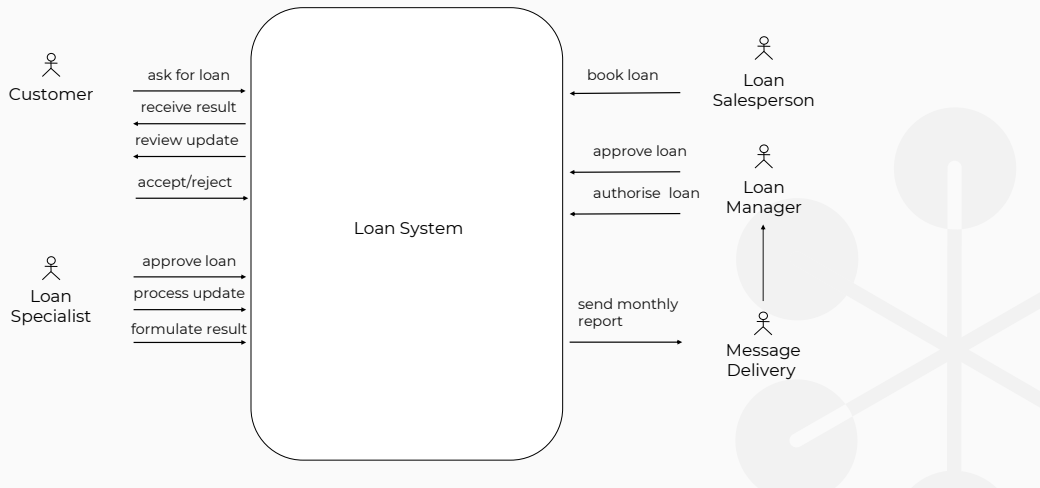 Customer
ask for loan
receive result
review update
accept/reject
Loan
Specialist
approve loan
process update
formulate result
Loan System
book loan
Loan
Salesperson
approve loan
authorise loan
Loan
Manager
send monthly
report
Message
Delivery